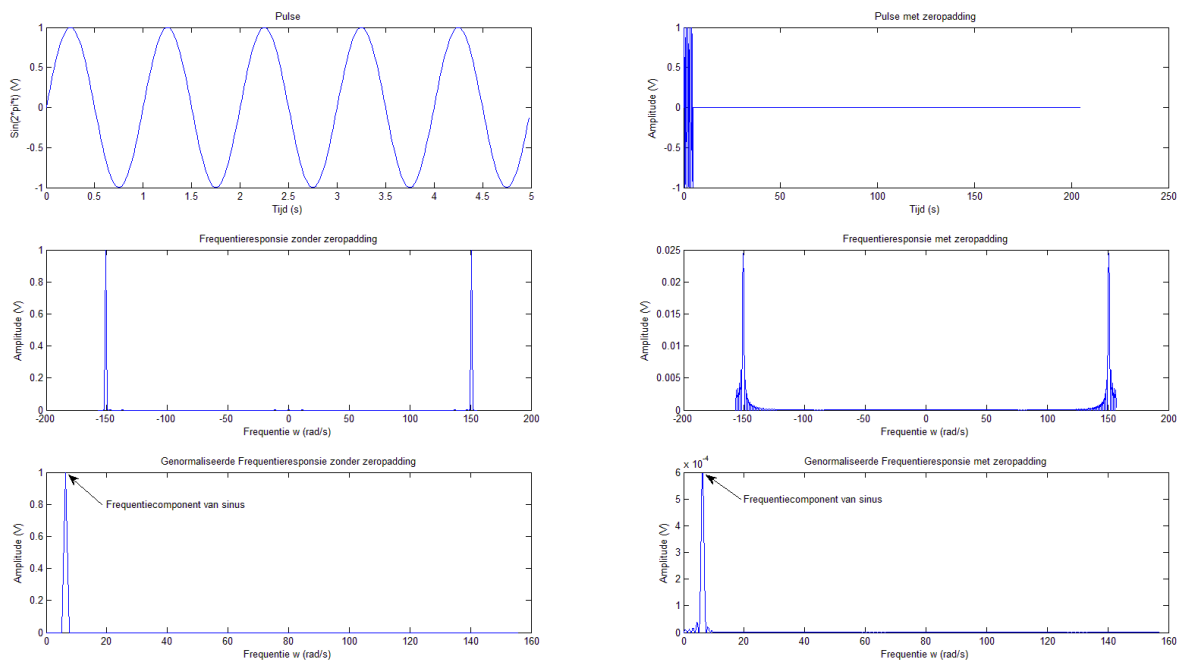 Pulse
1
0.5
0
-0.5
-1
Sin(2*pi*t) (V)
0 0.5 1 1.5 2 2.5 3 3.5 4 4.5 5
Tijd (s)
Pulse met zeropadding
1
0.5
0
-0.5
-1
Amplitude (V)
0 50 100 150 200 250
Tijd (s)
Frequentieresponsie zonder zeropadding
1
0.8
0.6
0.4
0.2
0
Amplitude (V)
-200 -150 -100 -50 0 50 100 150 200
Frequentie w (rad/s)
Frequentieresponsie met zeropadding
0.025
0.02
0.015
0.01
0.005
0
Amplitude (V)
-200 -150 -100 -50 0 50 100 150 200
Frequentie w (rad/s)
Genormaliseerde Frequentieresponsie zonder zeropadding
1
0.8
0.6
0.4
0.2
0
Amplitude (V)
Frequentiecomponent van sinus
0 20 40 60 80 100 120 140 160
Frequentie w (rad/s)
Genormaliseerde Frequentieresponsie met zeropadding
x 10^-4
6
5
4
3
2
1
0
Amplitude (V)
Frequentiecomponent van sinus
0 20 40 60 80 100 120 140 160
Frequentie w (rad/s)